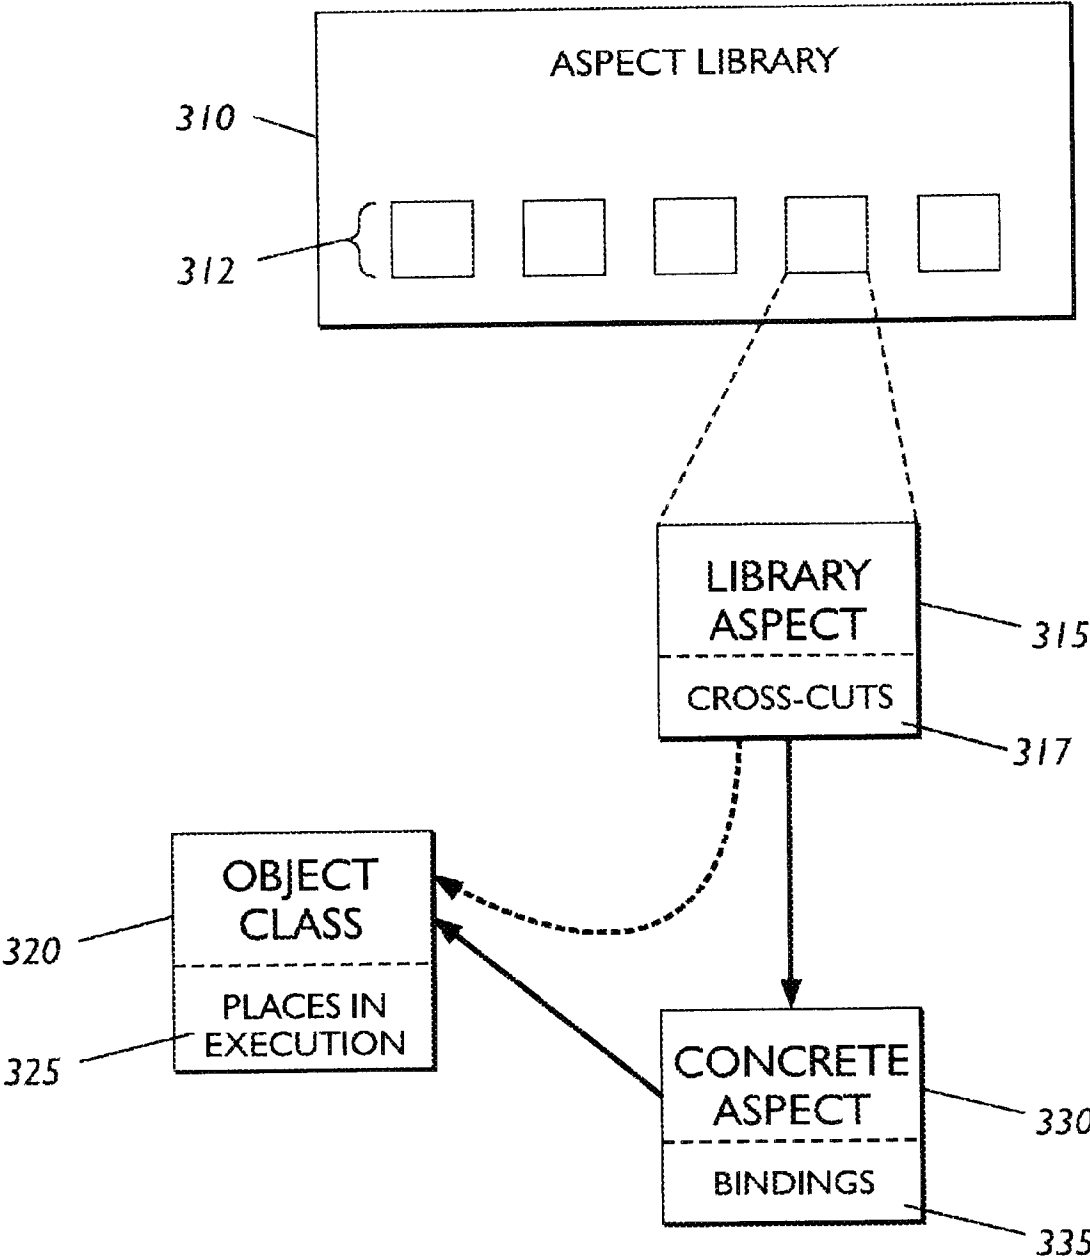 ASPECT LIBRARY
310
312
LIBRARY
ASPECT
315
CROSS-CUTS
317
OBJECT
CLASS
320
PLACES IN
EXECUTION
325
CONCRETE
ASPECT
330
BINDINGS
335